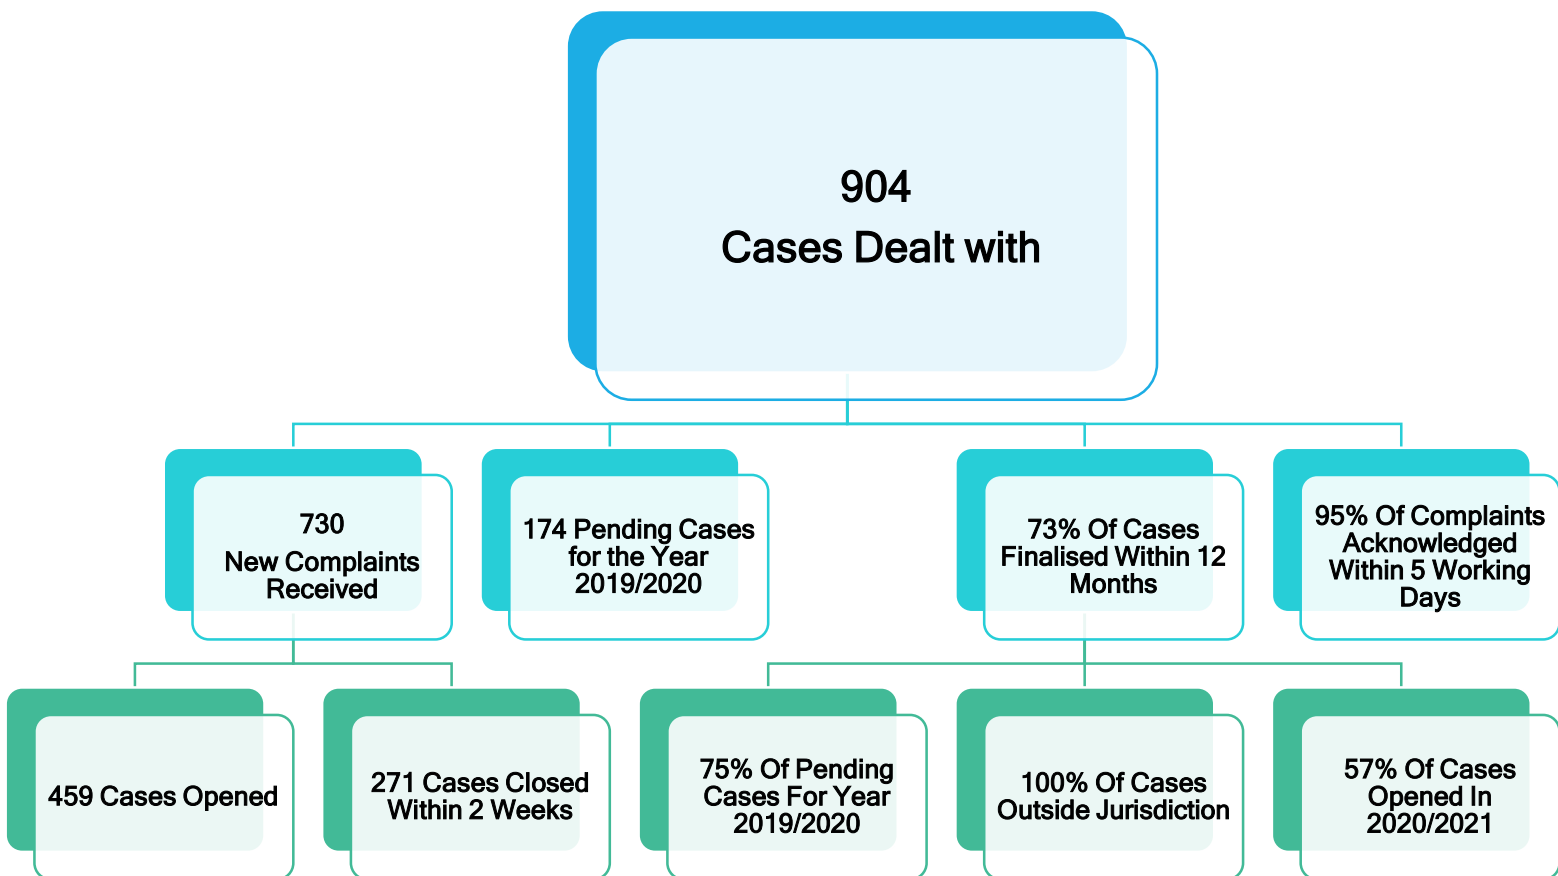 904
Cases Dealt with
730
New Complaints
Received
174 Pending Cases
for the Year
2019/2020
73% Of Cases
Finalised Within 12
Months
95% Of Complaints
Acknowledged
Within 5 Working
Days
459 Cases Opened
271 Cases Closed
Within 2 Weeks
75% Of Pending
Cases For Year
2019/2020
100% Of Cases
Outside Jurisdiction
57% Of Cases
Opened In
2020/2021